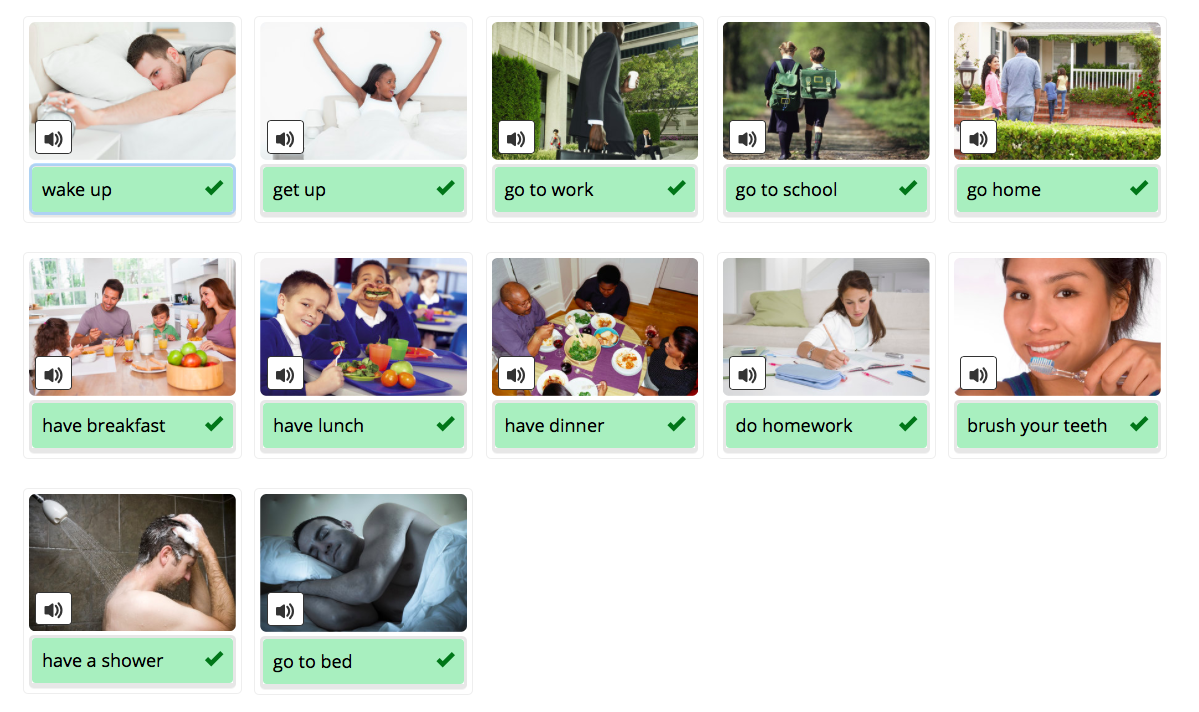 wake up
get up
go to work
go to school
go home
have breakfast
have lunch
have dinner
do homework
brush your teeth
have a shower
go to bed